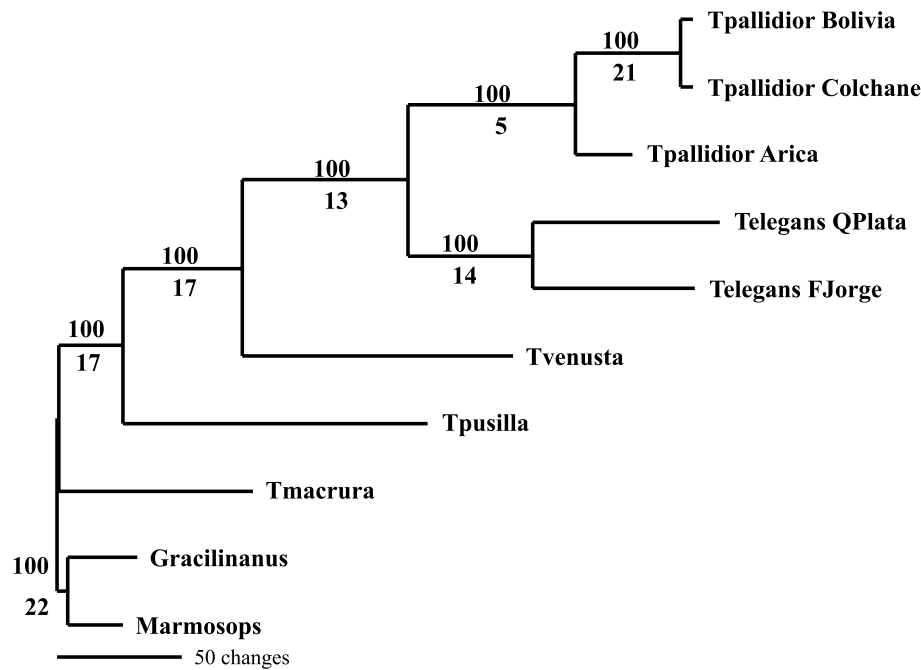 Tpallidior Bolivia
100
21
Tpallidior Colchane
100
5
Tpallidior Arica
100
13
Telegans QPlata
100
14
Telegans FJorge
100
17
Tvenusta
100
17
Tpusilla
Tmacrura
Gracilinanus
100
22
Marmosops
50 changes